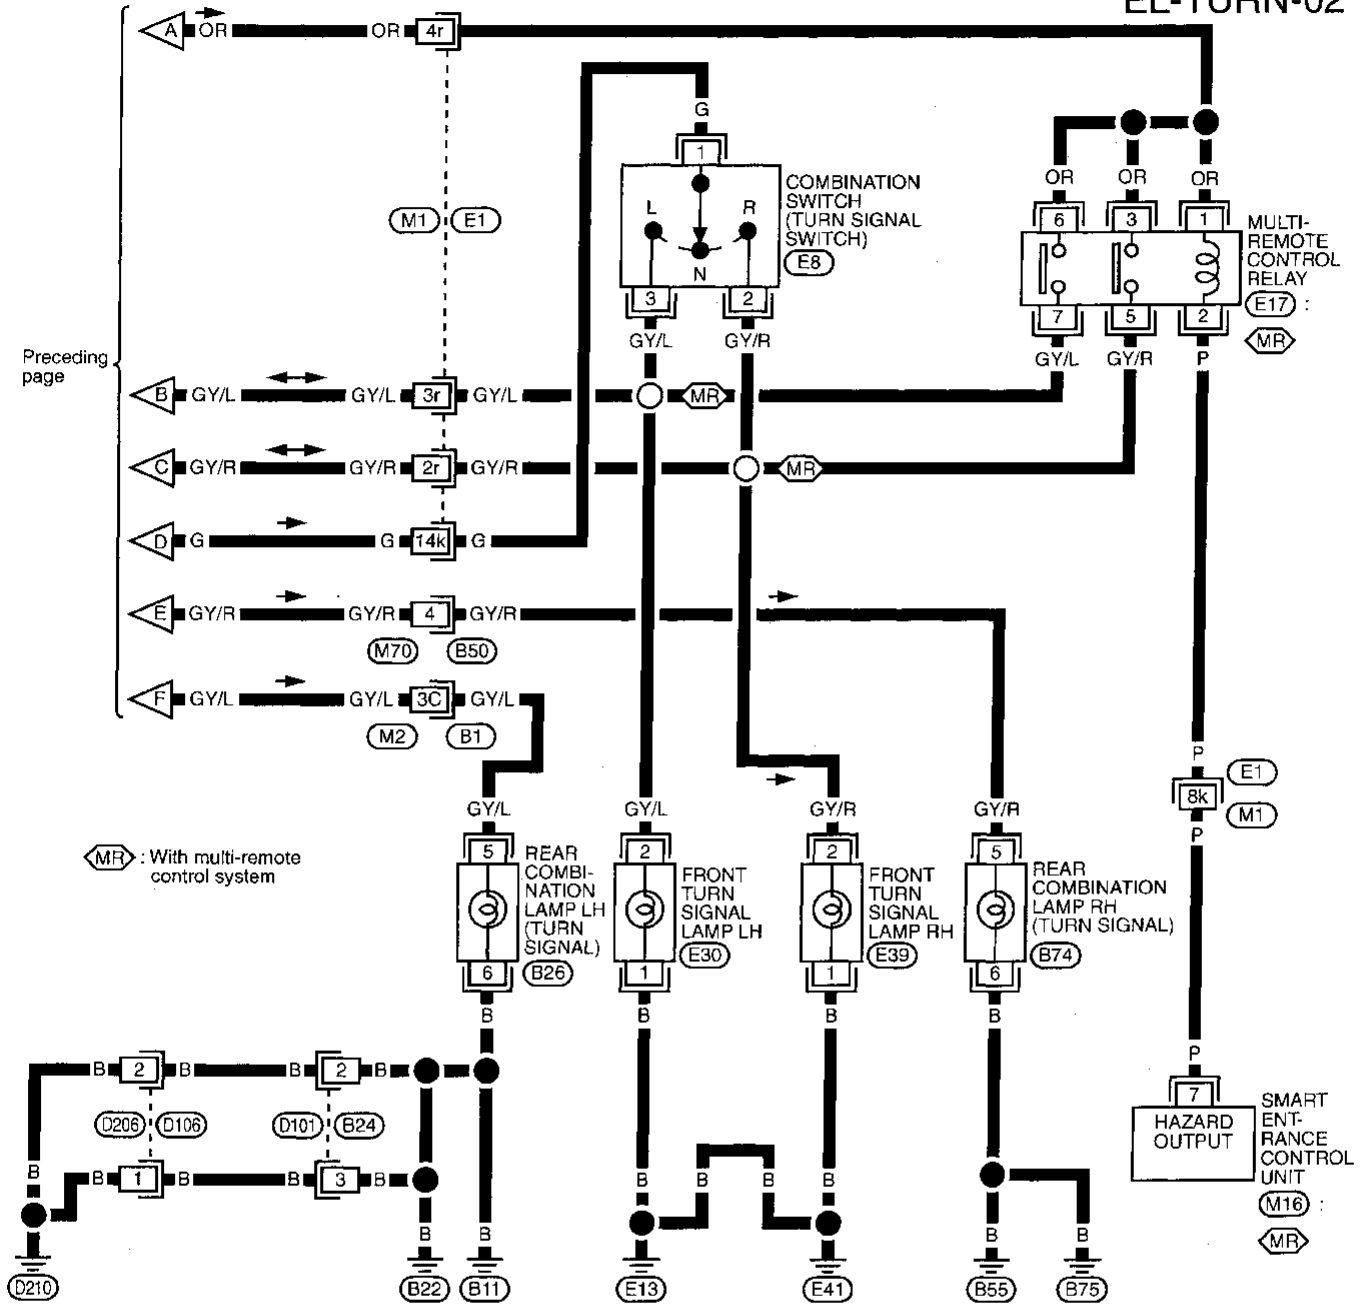 EL-TURN-02
A OR OR 4r
G
1
COMBINATION
SWITCH
(TURN SIGNAL
SWITCH)
E8
L R
N
3 2
GY/L GY/R
M1 E1
OR OR OR
6 3 1
MULTI-
REMOTE
CONTROL
RELAY
E17 :
MR
7 5 2
GY/L GY/R P
Preceding
page
B GY/L GY/L 3r GY/L MR
C GY/R GY/R 2r GY/R MR
D G G 14k G
E GY/R GY/R 4 GY/R
M70 B50
F GY/L GY/L 3C GY/L
M2 B1
P
E1
8k
M1
P
GY/L GY/L GY/R GY/R
MR : With multi-remote
control system
5
REAR
COMBI-
NATION
LAMP LH
(TURN
SIGNAL)
B26
6
2
FRONT
TURN
SIGNAL
LAMP LH
E30
1
2
FRONT
TURN
SIGNAL
LAMP RH
E39
1
5
REAR
COMBINATION
LAMP RH
(TURN SIGNAL)
B74
6
B B B B
P
7
HAZARD
OUTPUT
SMART
ENT-
RANCE
CONTROL
UNIT
M16 :
MR
B 2 B B 2 B
D206 D106 D101 B24
B B 1 B B 3 B
B B B B B B
B B B B
D210 B22 B11 E13 E41 B55 B75